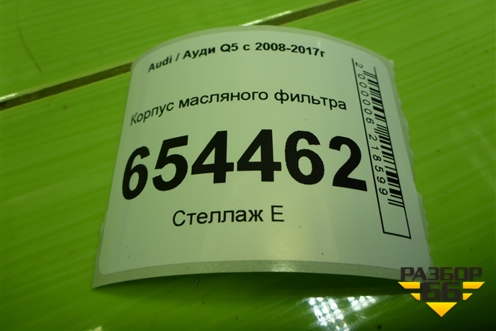 Audi / Ауди Q5 с 2008-2017г
Корпус масляного фильтра
654462
Стеллаж Е
2000006218599
РАЗБОР
66